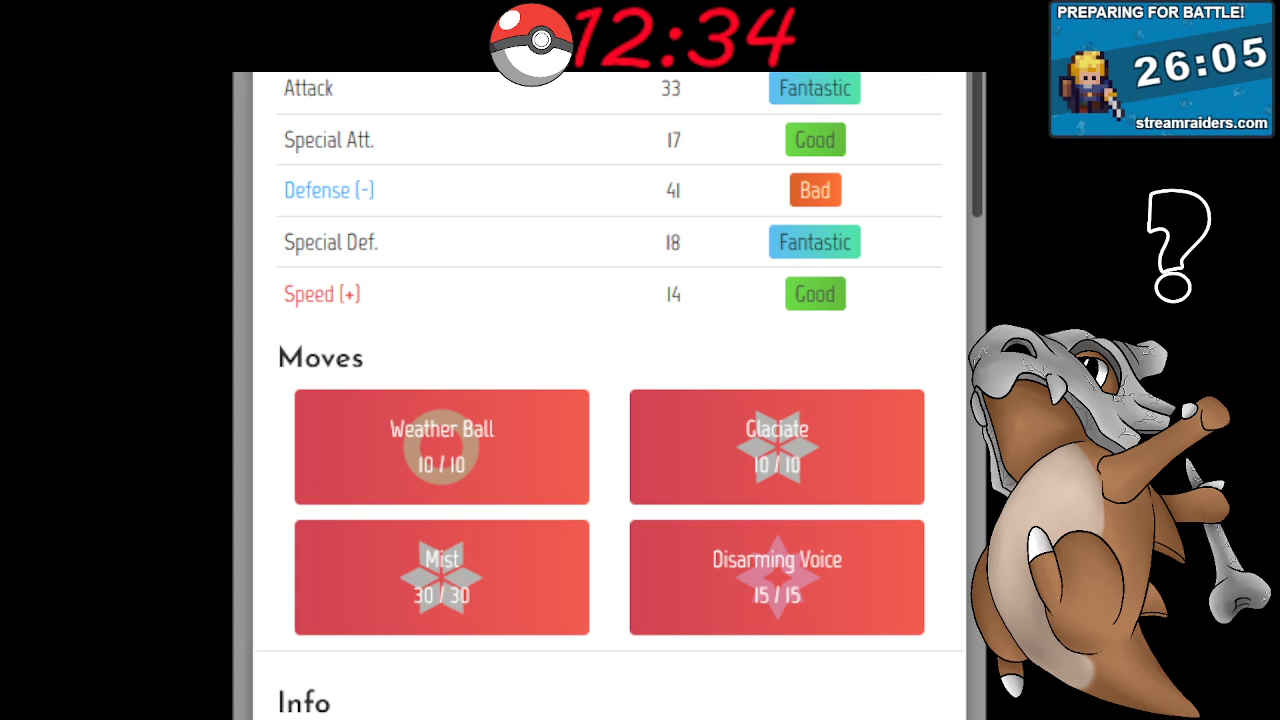 12:34
PREPARING FOR BATTLE!
26:05
streamraiders.com
Attack 33 Fantastic
Special Att. 17 Good
Defense (-) 41 Bad
Special Def. 18 Fantastic
Speed (+) 14 Good
Moves
Weather Ball
10 / 10
Glaciate
10 / 10
Mist
30 / 30
Disarming Voice
15 / 15
Info
?